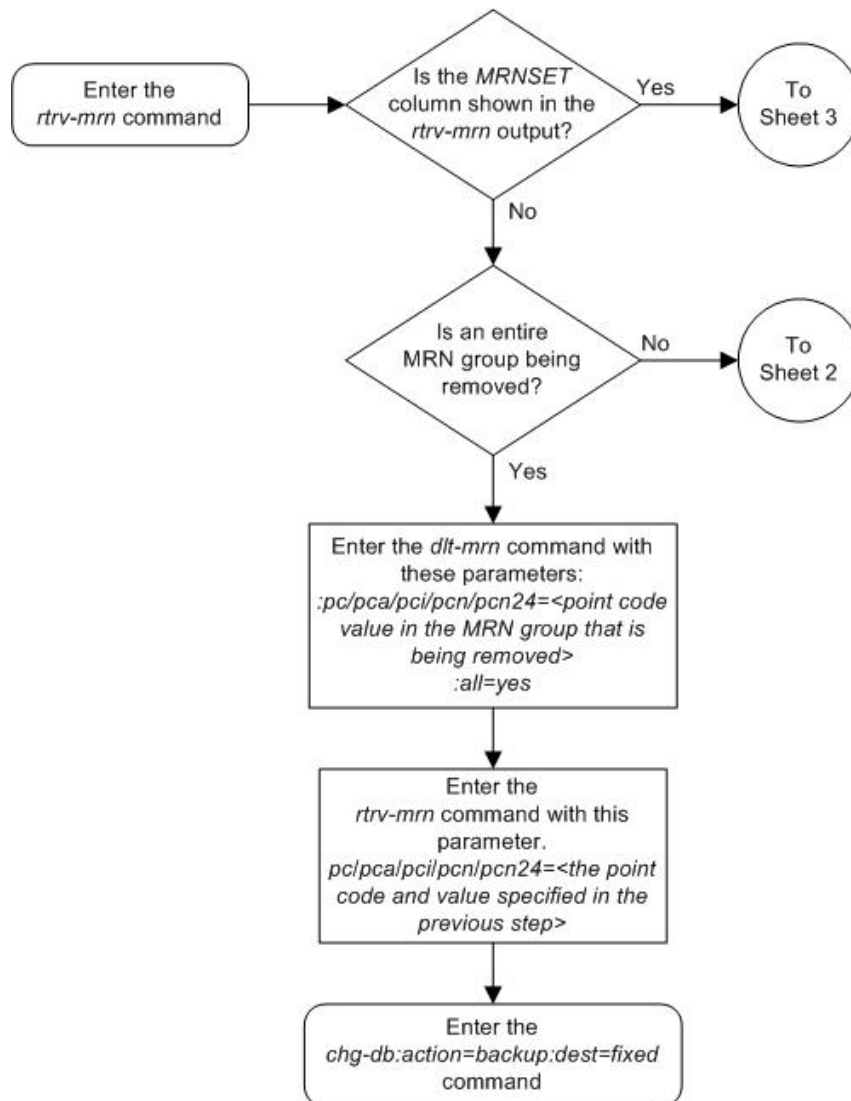 Enter the
rtrv-mrn command
Is the MRNSET
column shown in the
rtrv-mrn output?
Yes
To
Sheet 3
No
Is an entire
MRN group being
removed?
No
To
Sheet 2
Yes
Enter the dlt-mrn command with
these parameters:
:pc/pca/pci/pcn/pcn24=<point code
value in the MRN group that is
being removed>
:all=yes
Enter the
rtrv-mrn command with this
parameter.
pc/pca/pci/pcn/pcn24=<the point
code and value specified in the
previous step>
Enter the
chg-db:action=backup:dest=fixed
command